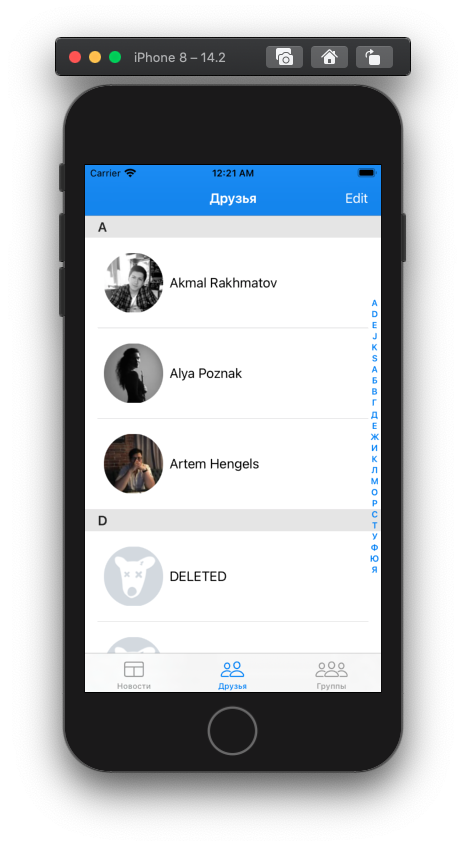 iPhone 8 – 14.2
Carrier 12:21 AM
Друзья Edit
A
Akmal Rakhmatov
Alya Poznak
Artem Hengels
D
DELETED
A
D
E
J
K
S
А
Б
В
Г
Д
Е
Ж
И
К
Л
М
О
Р
С
Т
У
Ф
Ю
Я
Новости Друзья Группы